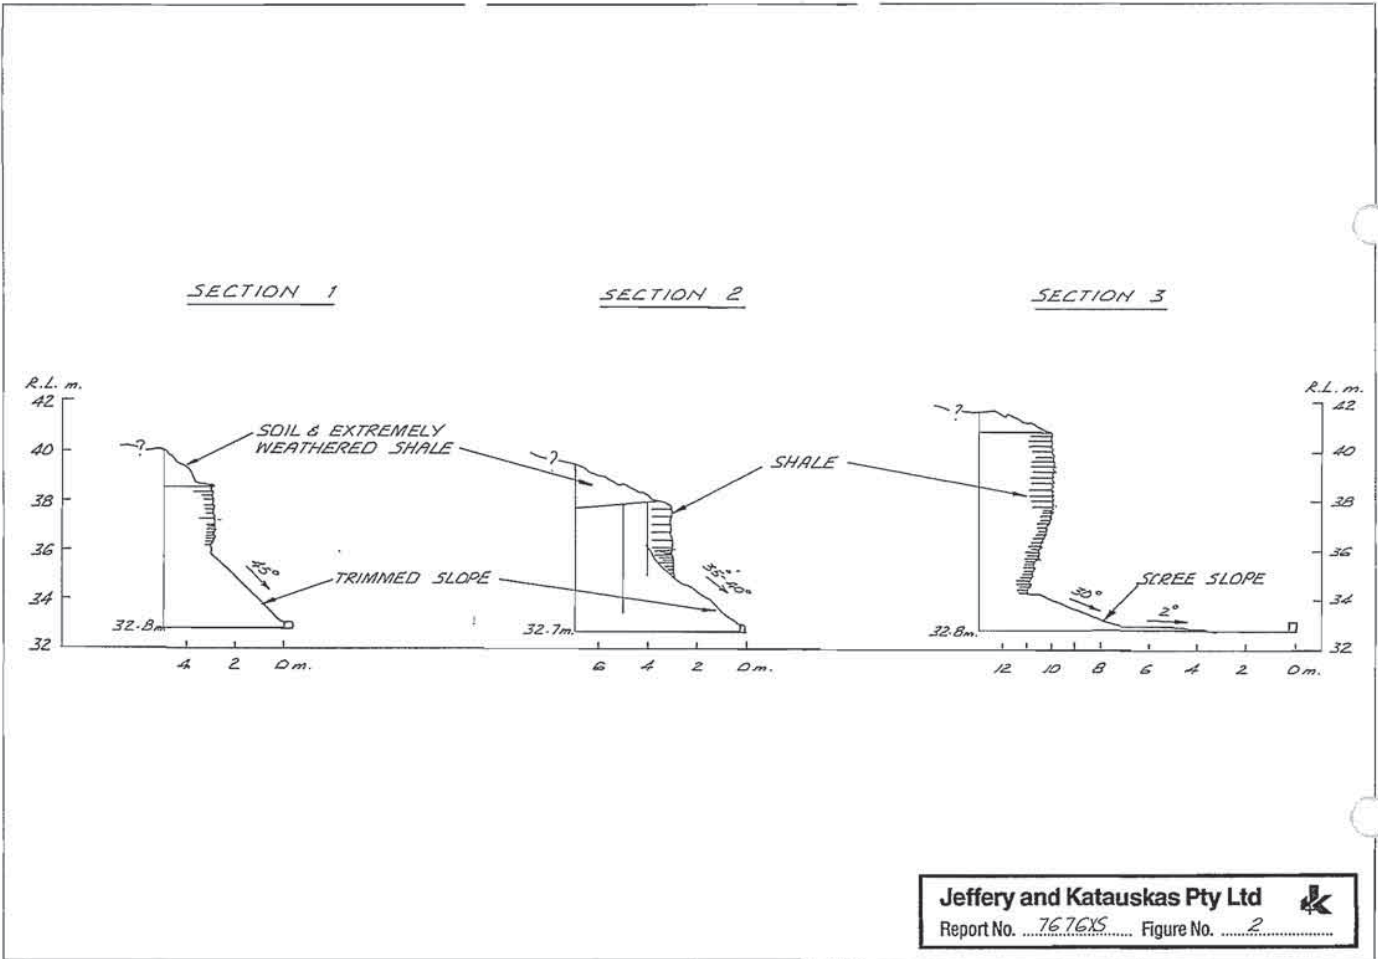 SECTION 1
SECTION 2
SECTION 3
R.L. m.
42
40
38
36
34
32
?
SOIL & EXTREMELY
WEATHERED SHALE
45°
TRIMMED SLOPE
32.8m.
4 2 0m.
?
SHALE
35°-40°
32.7m.
6 4 2 0m.
?
30°
SCREE SLOPE
2°
32.8m.
12 10 8 6 4 2 0m.
R.L. m.
42
40
38
36
34
32
Jeffery and Katauskas Pty Ltd
JK
Report No. 7676XS Figure No. 2